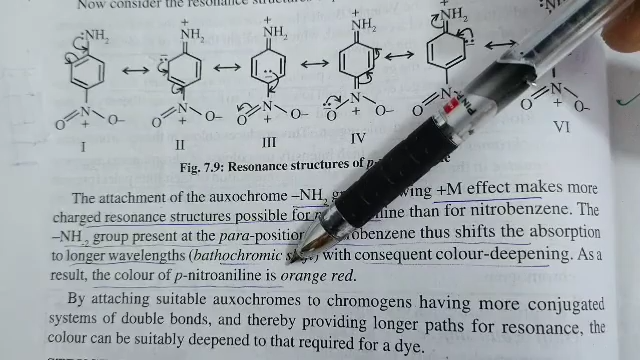 Now consider the resonance structures
:NH₂ + NH₂ + NH₂ + NH₂ + NH₂ :NH
O N + O− O N + O− O N + O− O N + O− O N O−
I II III IV VI
Fig. 7.9: Resonance structures of p-
The attachment of the auxochrome –NH₂ +M effect makes more
charged resonance structures possible for than for nitrobenzene. The
–NH₂ group present at the para-position thus shifts the absorption
to longer wavelengths (bathochromic with consequent colour-deepening. As a
result, the colour of p-nitroaniline is orange red.
By attaching suitable auxochromes to chromogens having more conjugated
systems of double bonds, and thereby providing longer paths for resonance, the
colour can be suitably deepened to that required for a dye.